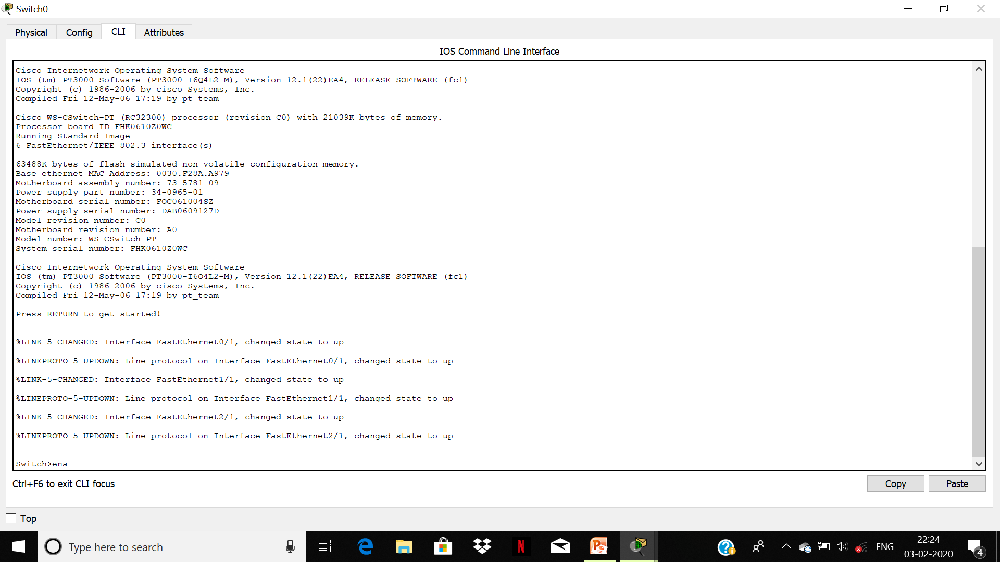 Switch0
Physical Config CLI Attributes
IOS Command Line Interface
Cisco Internetwork Operating System Software
IOS (tm) PT3000 Software (PT3000-I6Q4L2-M), Version 12.1(22)EA4, RELEASE SOFTWARE (fc1)
Copyright (c) 1986-2006 by cisco Systems, Inc.
Compiled Fri 12-May-06 17:19 by pt_team
Cisco WS-CSwitch-PT (RC32300) processor (revision C0) with 21039K bytes of memory.
Processor board ID FHK0610Z0WC
Running Standard Image
6 FastEthernet/IEEE 802.3 interface(s)
63488K bytes of flash-simulated non-volatile configuration memory.
Base ethernet MAC Address: 0030.F28A.A979
Motherboard assembly number: 73-5781-09
Power supply part number: 34-0965-01
Motherboard serial number: FOC061004SZ
Power supply serial number: DAB0609127D
Model revision number: C0
Motherboard revision number: A0
Model number: WS-CSwitch-PT
System serial number: FHK0610Z0WC
Cisco Internetwork Operating System Software
IOS (tm) PT3000 Software (PT3000-I6Q4L2-M), Version 12.1(22)EA4, RELEASE SOFTWARE (fc1)
Copyright (c) 1986-2006 by cisco Systems, Inc.
Compiled Fri 12-May-06 17:19 by pt_team
Press RETURN to get started!
%LINK-5-CHANGED: Interface FastEthernet0/1, changed state to up
%LINEPROTO-5-UPDOWN: Line protocol on Interface FastEthernet0/1, changed state to up
%LINK-5-CHANGED: Interface FastEthernet1/1, changed state to up
%LINEPROTO-5-UPDOWN: Line protocol on Interface FastEthernet1/1, changed state to up
%LINK-5-CHANGED: Interface FastEthernet2/1, changed state to up
%LINEPROTO-5-UPDOWN: Line protocol on Interface FastEthernet2/1, changed state to up
Switch>ena
Ctrl+F6 to exit CLI focus
Copy Paste
Top
Type here to search
ENG
22:24
03-02-2020
4